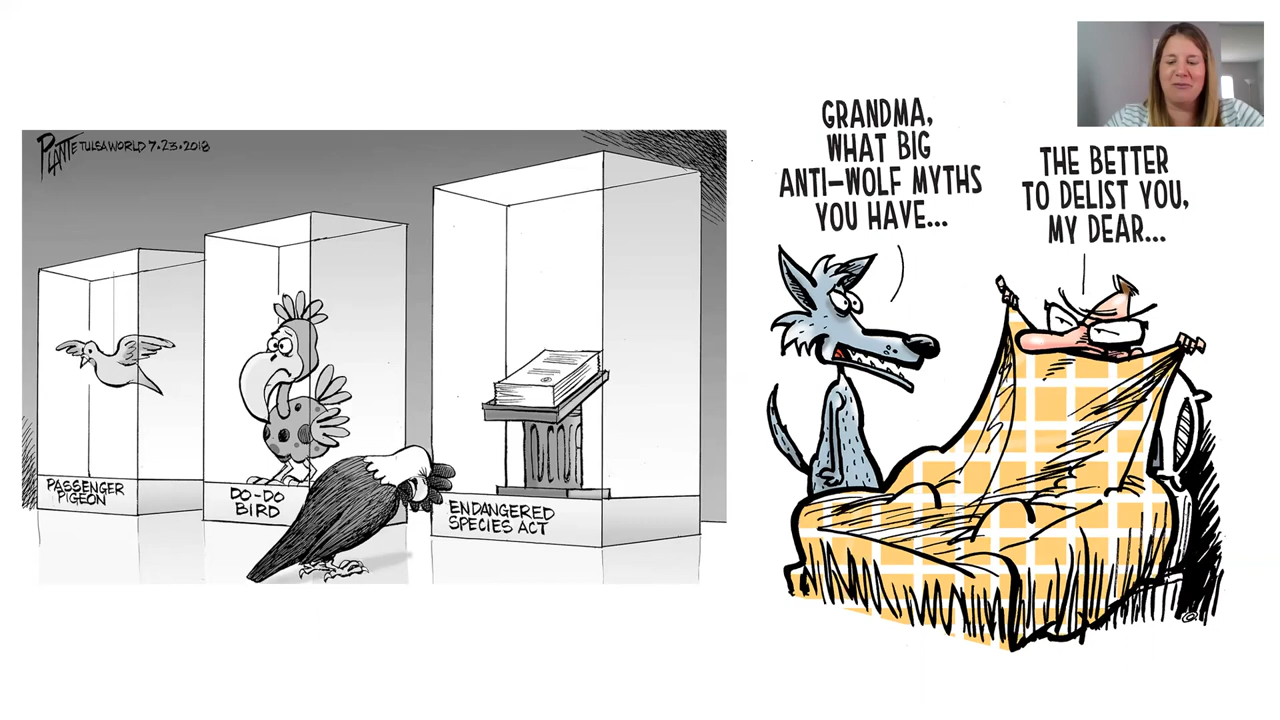 PLANTE TULSA WORLD 7.23.2018
PASSENGER
PIGEON
DO-DO
BIRD
ENDANGERED
SPECIES ACT
GRANDMA,
WHAT BIG
ANTI-WOLF MYTHS
YOU HAVE...
THE BETTER
TO DELIST YOU,
MY DEAR...
©